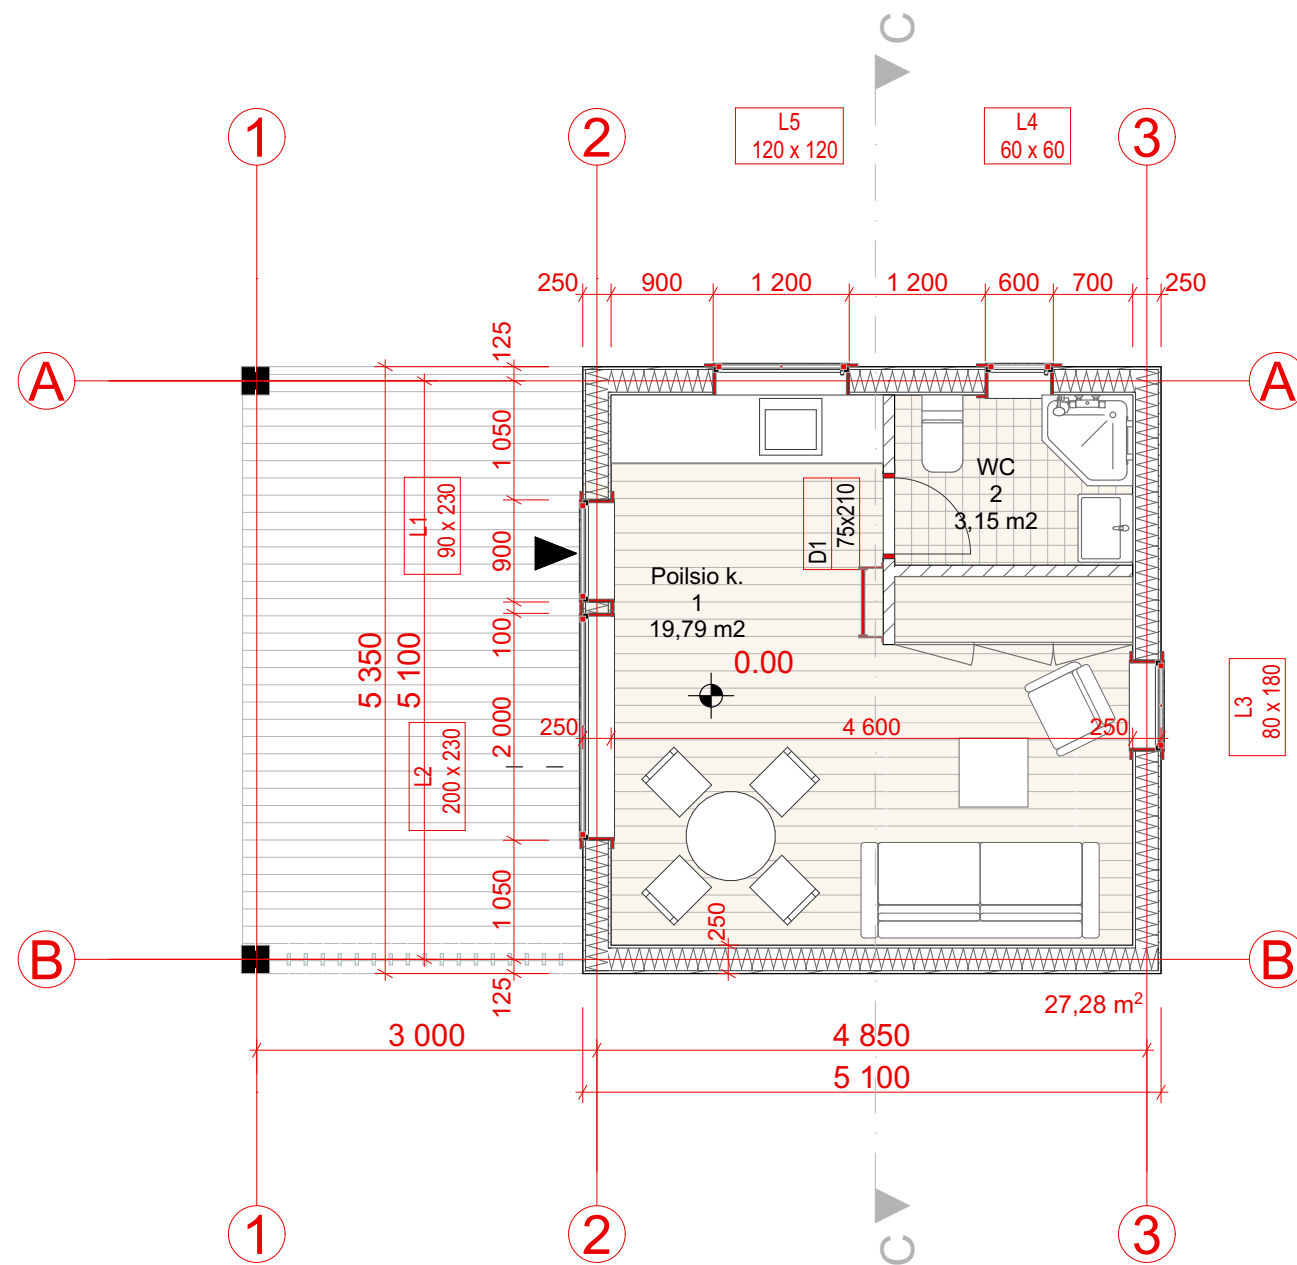 C
1
2
3
L5
120 x 120
L4
60 x 60
250
900
1 200
1 200
600
700
250
A
A
125
1 050
L1
90 x 230
900
100
5 350
5 100
2 000
L2
200 x 230
1 050
125
WC
2
3,15 m2
D1
75x210
Poilsio k.
1
19,79 m2
0.00
250
4 600
250
L3
80 x 180
250
B
B
27,28 m²
3 000
4 850
5 100
1
2
3
C